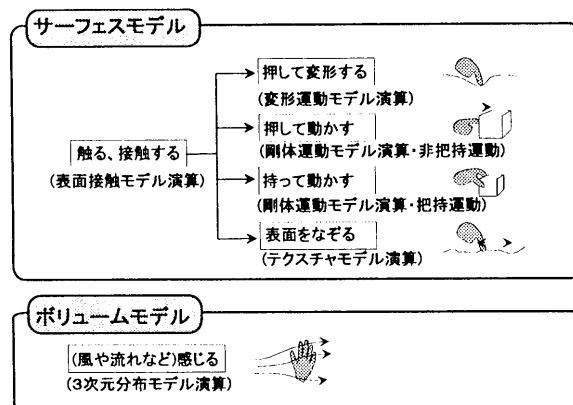 サーフェスモデル
押して変形する
(変形運動モデル演算)
押して動かす
(剛体運動モデル演算・非把持運動)
触る、接触する
(表面接触モデル演算)
持って動かす
(剛体運動モデル演算・把持運動)
表面をなぞる
(テクスチャモデル演算)
ボリュームモデル
(風や流れなど)感じる
(3次元分布モデル演算)